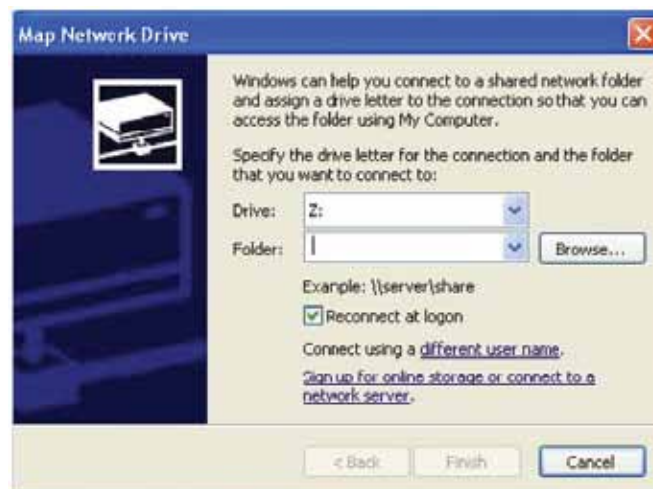 Map Network Drive
Windows can help you connect to a shared network folder
and assign a drive letter to the connection so that you can
access the folder using My Computer.
Specify the drive letter for the connection and the folder
that you want to connect to:
Drive: Z:
Folder: Browse...
Example: \\server\share
Reconnect at logon
Connect using a different user name.
Sign up for online storage or connect to a
network server.
< Back Finish Cancel